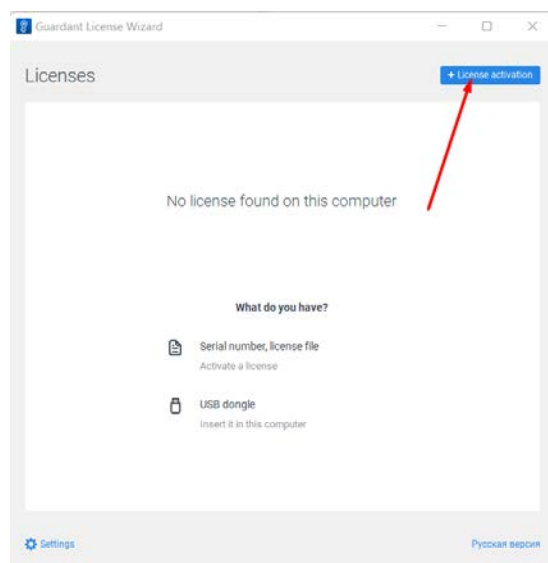 Guardant License Wizard
Licenses
+ License activation
No license found on this computer
What do you have?
Serial number, license file
Activate a license
USB dongle
Insert it in this computer
Settings
Русская версия